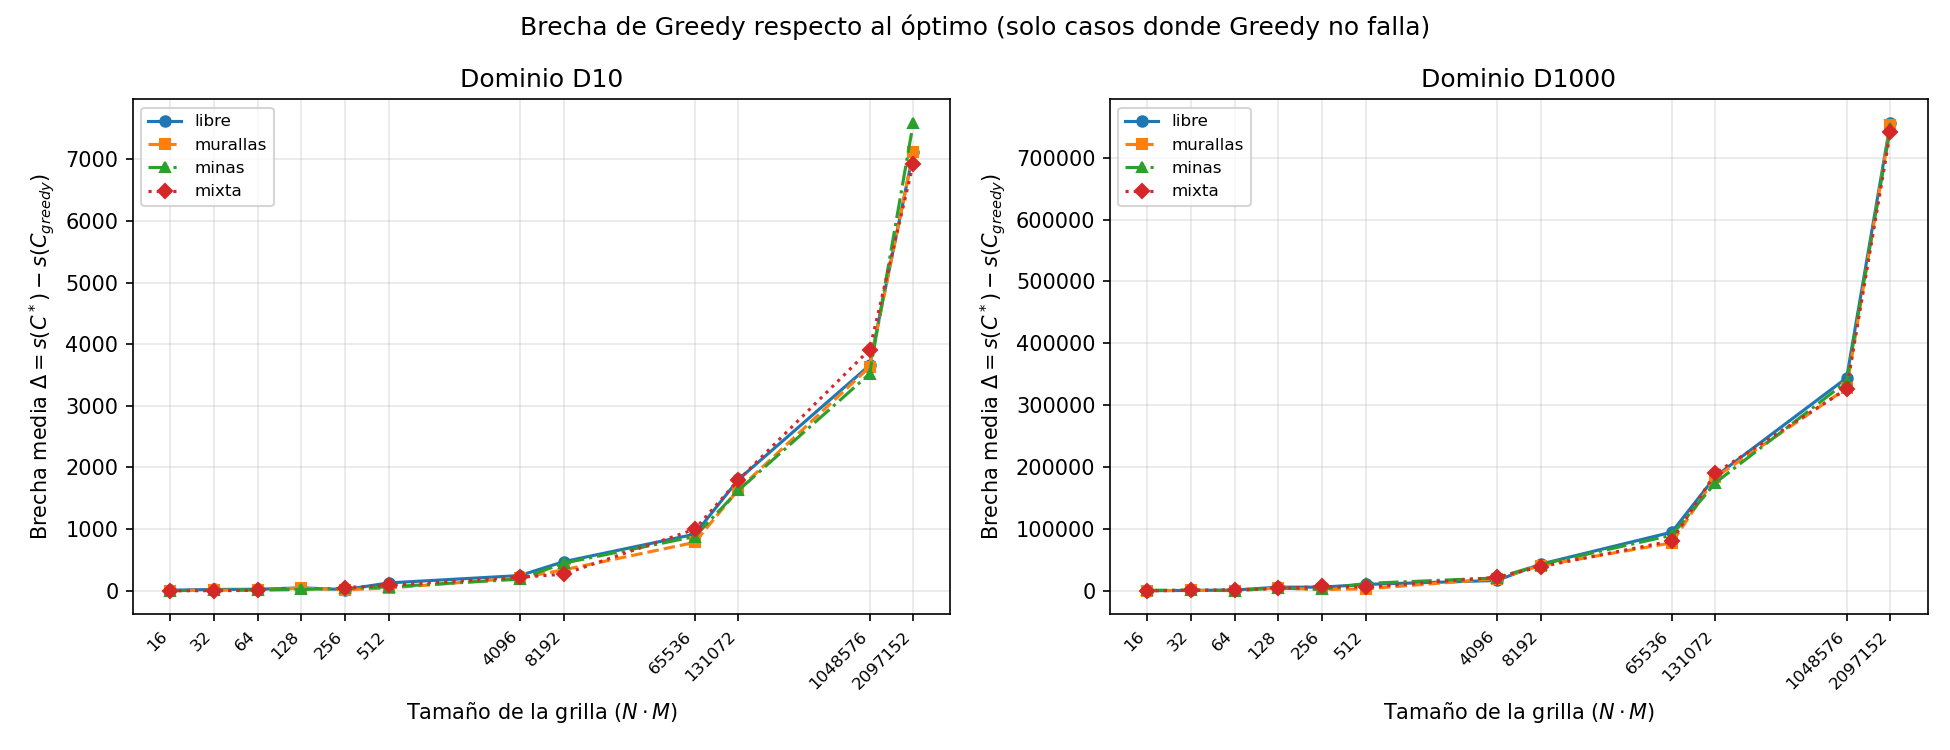 Brecha de Greedy respecto al óptimo (solo casos donde Greedy no falla)
Dominio D10
libre
murallas
minas
mixta
Brecha media Δ = s(C*) − s(C_greedy)
7000
6000
5000
4000
3000
2000
1000
0
16
32
64
128
256
512
4096
8192
65536
131072
1048576
2097152
Tamaño de la grilla (N · M)
Dominio D1000
libre
murallas
minas
mixta
Brecha media Δ = s(C*) − s(C_greedy)
700000
600000
500000
400000
300000
200000
100000
0
16
32
64
128
256
512
4096
8192
65536
131072
1048576
2097152
Tamaño de la grilla (N · M)